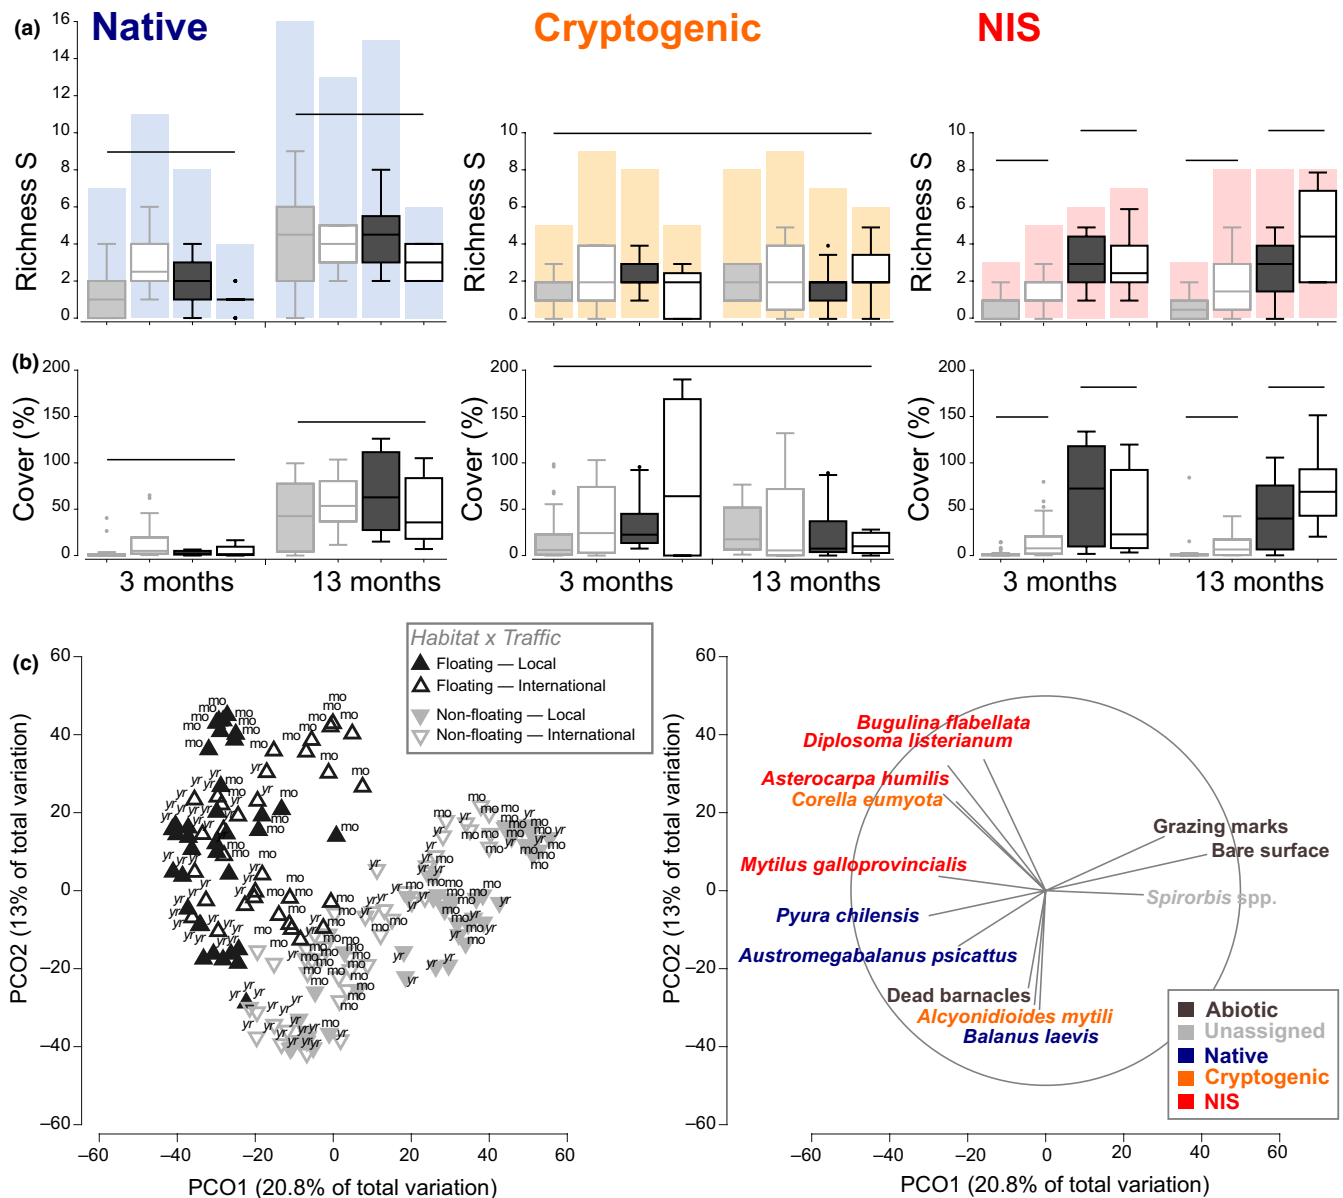 (a) Native Cryptogenic NIS
Richness S
16
14
12
10
8
6
4
2
0
Richness S
10
8
6
4
2
0
Richness S
10
8
6
4
2
0
(b)
Cover (%)
200
150
100
50
0
3 months 13 months
Cover (%)
200
150
100
50
0
3 months 13 months
Cover (%)
200
150
100
50
0
3 months 13 months
(c)
PCO2 (13% of total variation)
60
40
20
0
−20
−40
−60
−60 −40 −20 0 20 40 60
PCO1 (20.8% of total variation)
Habitat x Traffic
Floating — Local
Floating — International
Non-floating — Local
Non-floating — International
mo
yr
PCO2 (13% of total variation)
60
40
20
0
−20
−40
−60
−60 −40 −20 0 20 40 60
PCO1 (20.8% of total variation)
Bugulina flabellata
Diplosoma listerianum
Asterocarpa humilis
Corella eumyota
Grazing marks
Bare surface
Mytilus galloprovincialis
Spirorbis spp.
Pyura chilensis
Austromegabalanus psicattus
Dead barnacles
Alcyonidioides mytili
Balanus laevis
Abiotic
Unassigned
Native
Cryptogenic
NIS